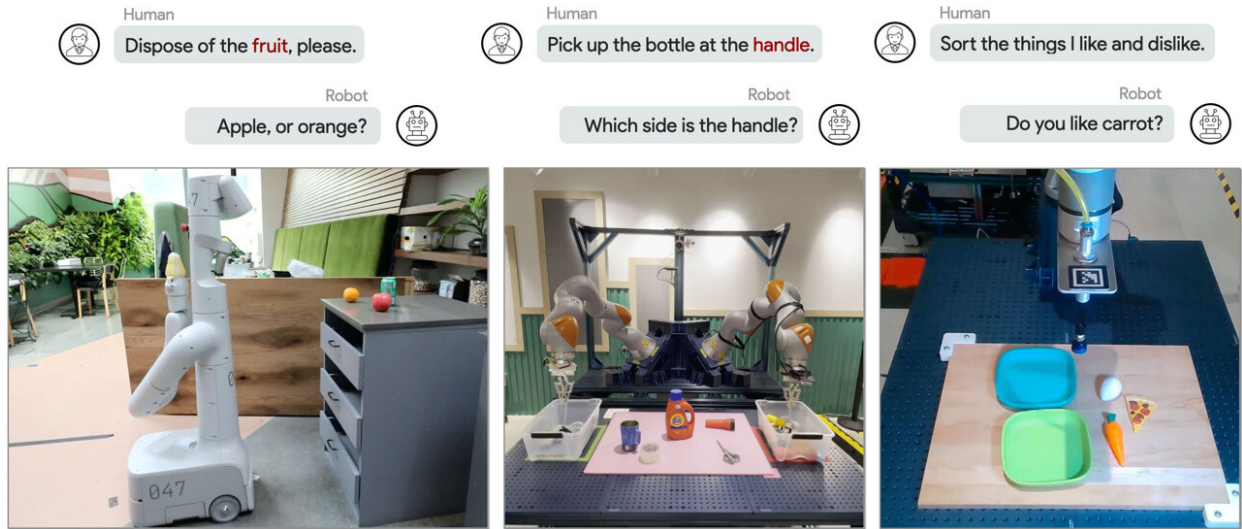 Human
Dispose of the fruit, please.
Robot
Apple, or orange?
Human
Pick up the bottle at the handle.
Robot
Which side is the handle?
Human
Sort the things I like and dislike.
Robot
Do you like carrot?
047
Tide